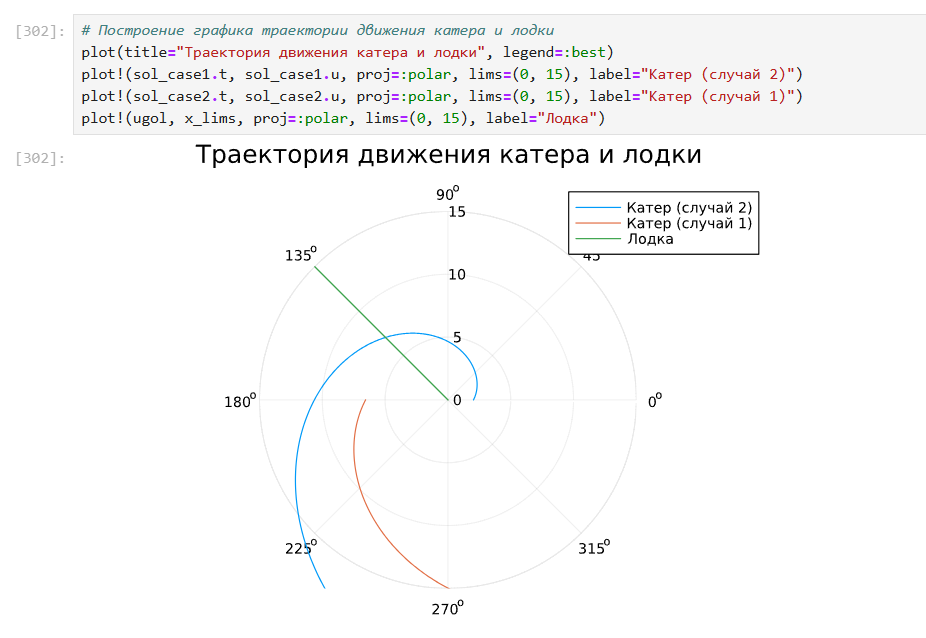 [302]:
# Построение графика траектории движения катера и лодки
plot(title="Траектория движения катера и лодки", legend=:best)
plot!(sol_case1.t, sol_case1.u, proj=:polar, lims=(0, 15), label="Катер (случай 2)")
plot!(sol_case2.t, sol_case2.u, proj=:polar, lims=(0, 15), label="Катер (случай 1)")
plot!(ugol, x_lims, proj=:polar, lims=(0, 15), label="Лодка")
[302]:
Траектория движения катера и лодки
90°
15
Катер (случай 2)
Катер (случай 1)
Лодка
135°
45
10
5
180°
0
0°
225°
315°
270°